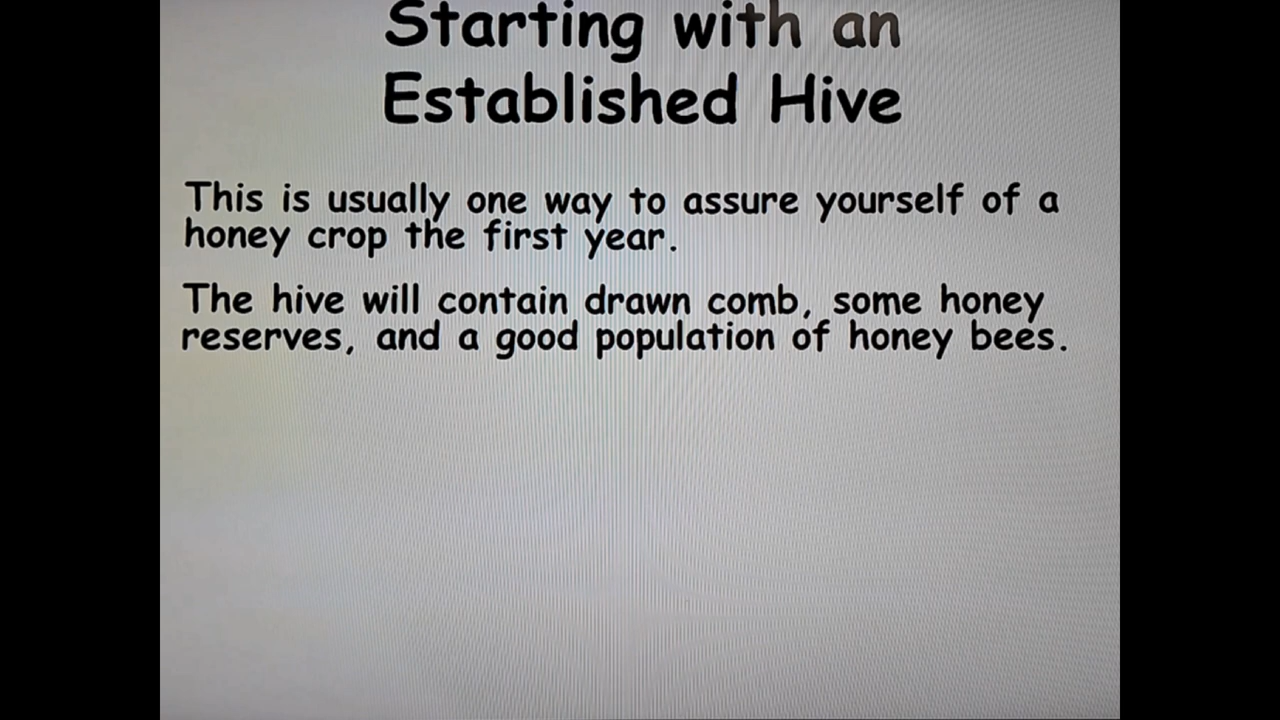 Starting with an
Established Hive
This is usually one way to assure yourself of a
honey crop the first year.
The hive will contain drawn comb, some honey
reserves, and a good population of honey bees.